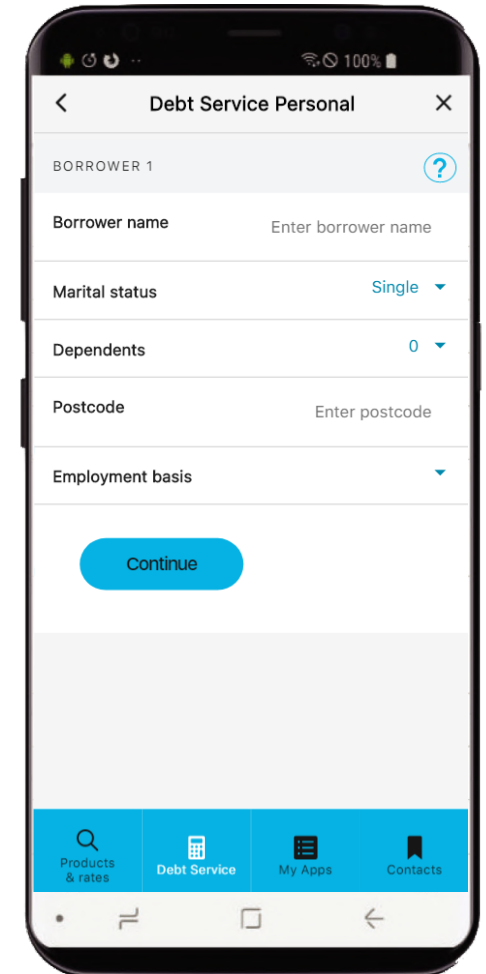 100%
Debt Service Personal
BORROWER 1
?
Borrower name
Enter borrower name
Marital status
Single
Dependents
0
Postcode
Enter postcode
Employment basis
Continue
Products
& rates
Debt Service
My Apps
Contacts